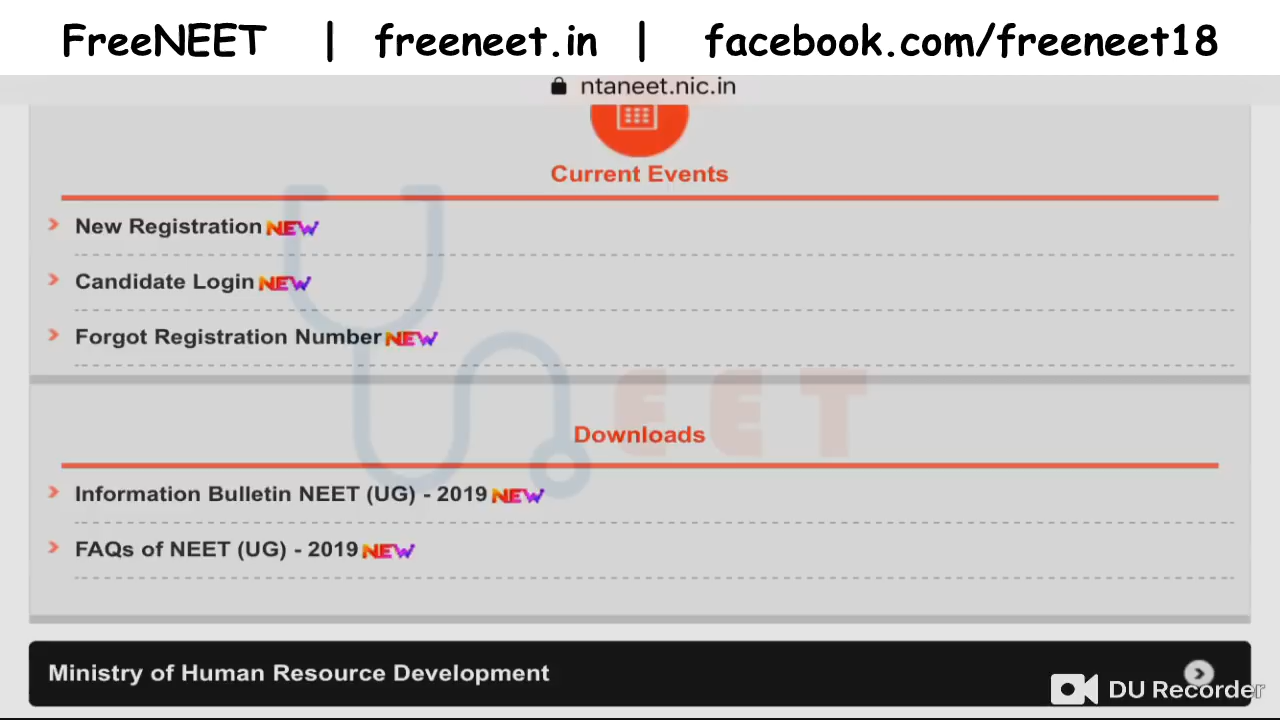 FreeNEET | freeneet.in | facebook.com/freeneet18
ntaneet.nic.in
Current Events
New Registration NEW
Candidate Login NEW
Forgot Registration Number NEW
EET
Downloads
Information Bulletin NEET (UG) - 2019 NEW
FAQs of NEET (UG) - 2019 NEW
Ministry of Human Resource Development
DU Recorder